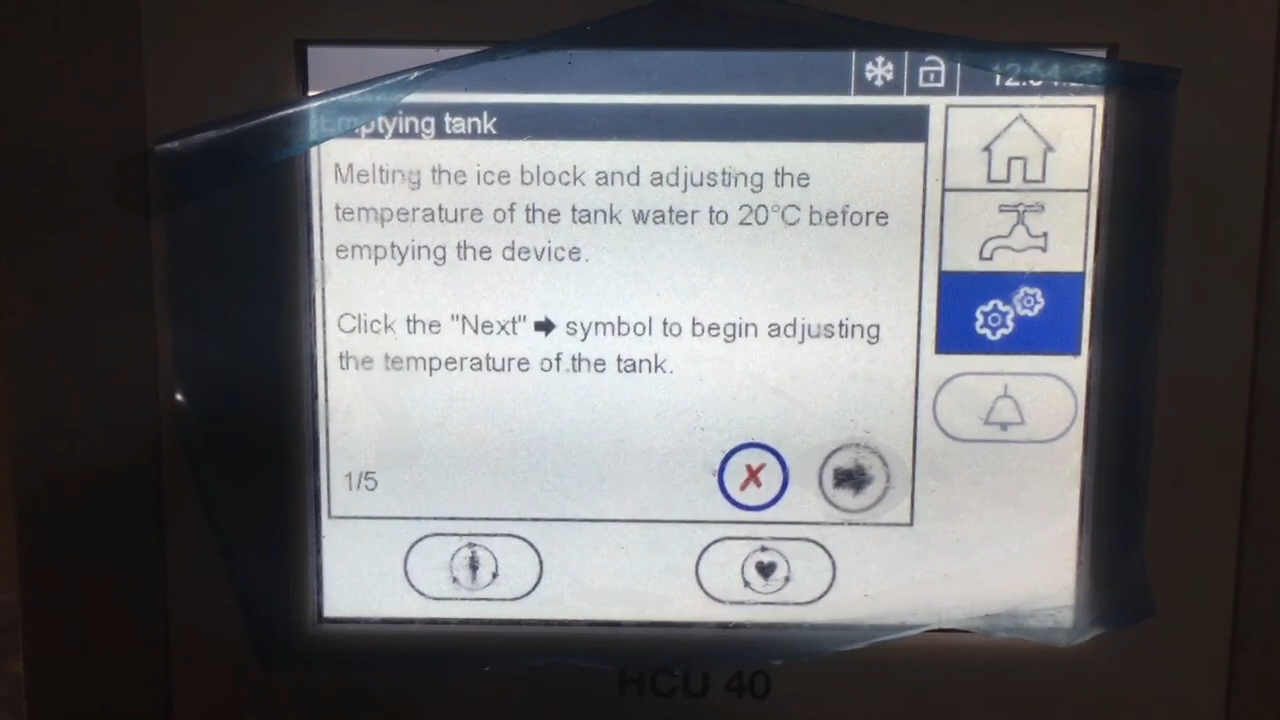 Emptying tank
Melting the ice block and adjusting the
temperature of the tank water to 20°C before
emptying the device.
Click the "Next" ➡ symbol to begin adjusting
the temperature of the tank.
1/5
HCU 40